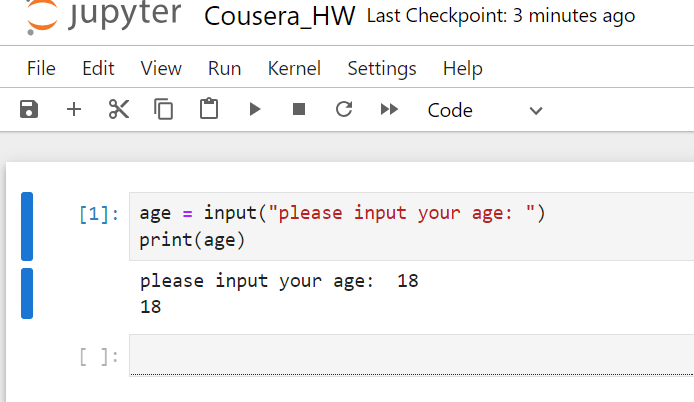 jupyter Cousera_HW Last Checkpoint: 3 minutes ago
File Edit View Run Kernel Settings Help
Code
[1]: age = input("please input your age: ")
print(age)
please input your age:  18
18
[ ]: